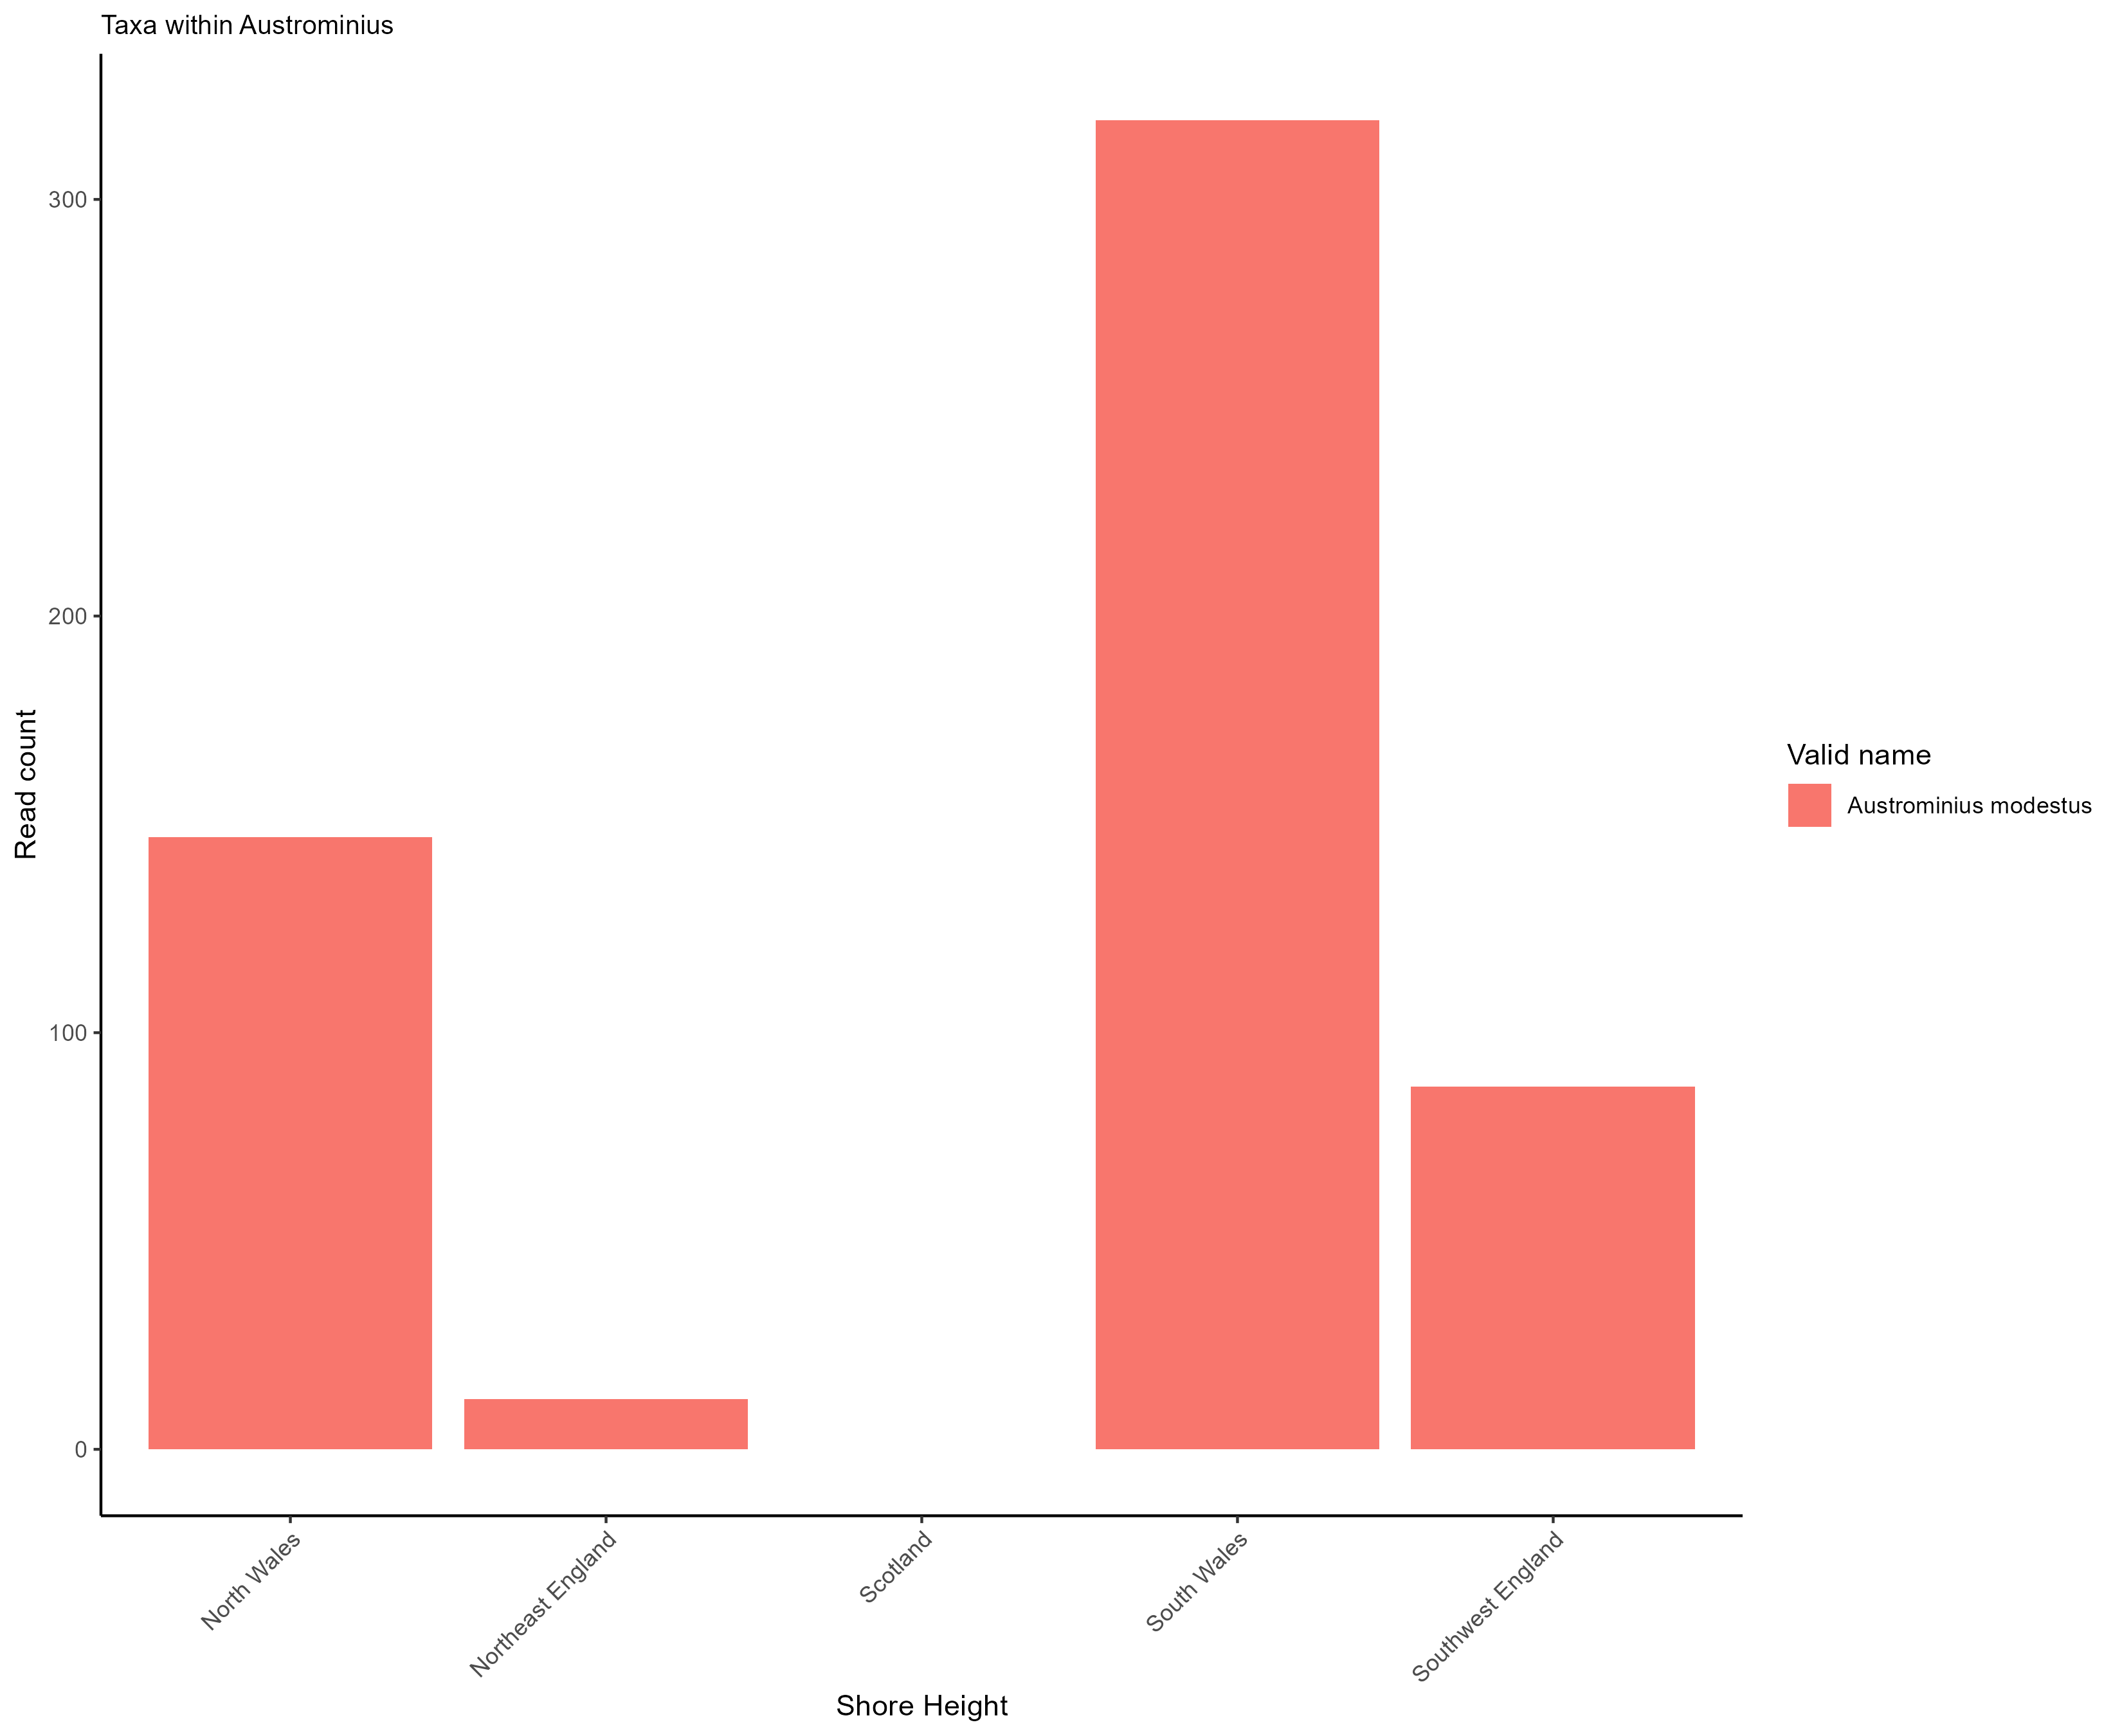 Taxa within Austrominius
Read count
300
200
100
0
North Wales
Northeast England
Scotland
South Wales
Southwest England
Shore Height
Valid name
Austrominius modestus